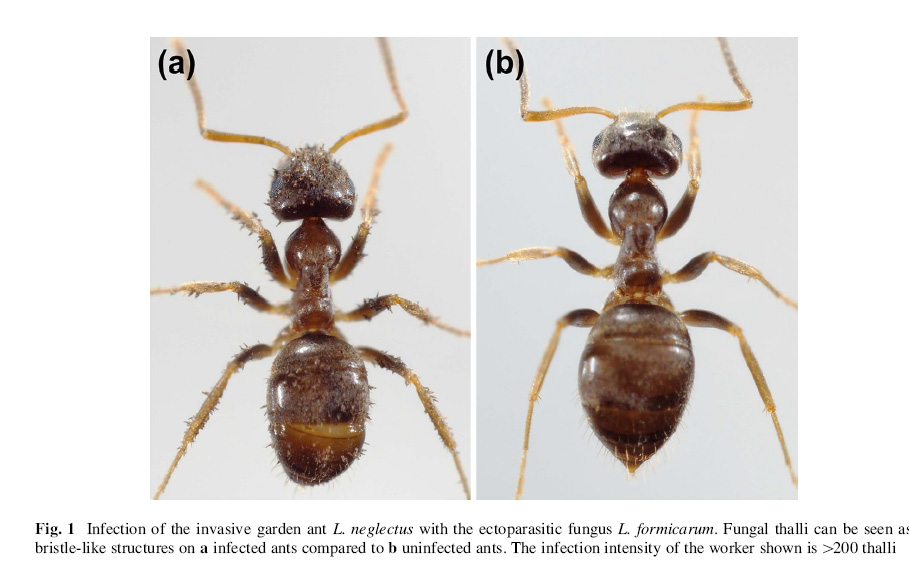 (a) (b)
Fig. 1 Infection of the invasive garden ant L. neglectus with the ectoparasitic fungus L. formicarum. Fungal thalli can be seen as
bristle-like structures on a infected ants compared to b uninfected ants. The infection intensity of the worker shown is >200 thalli